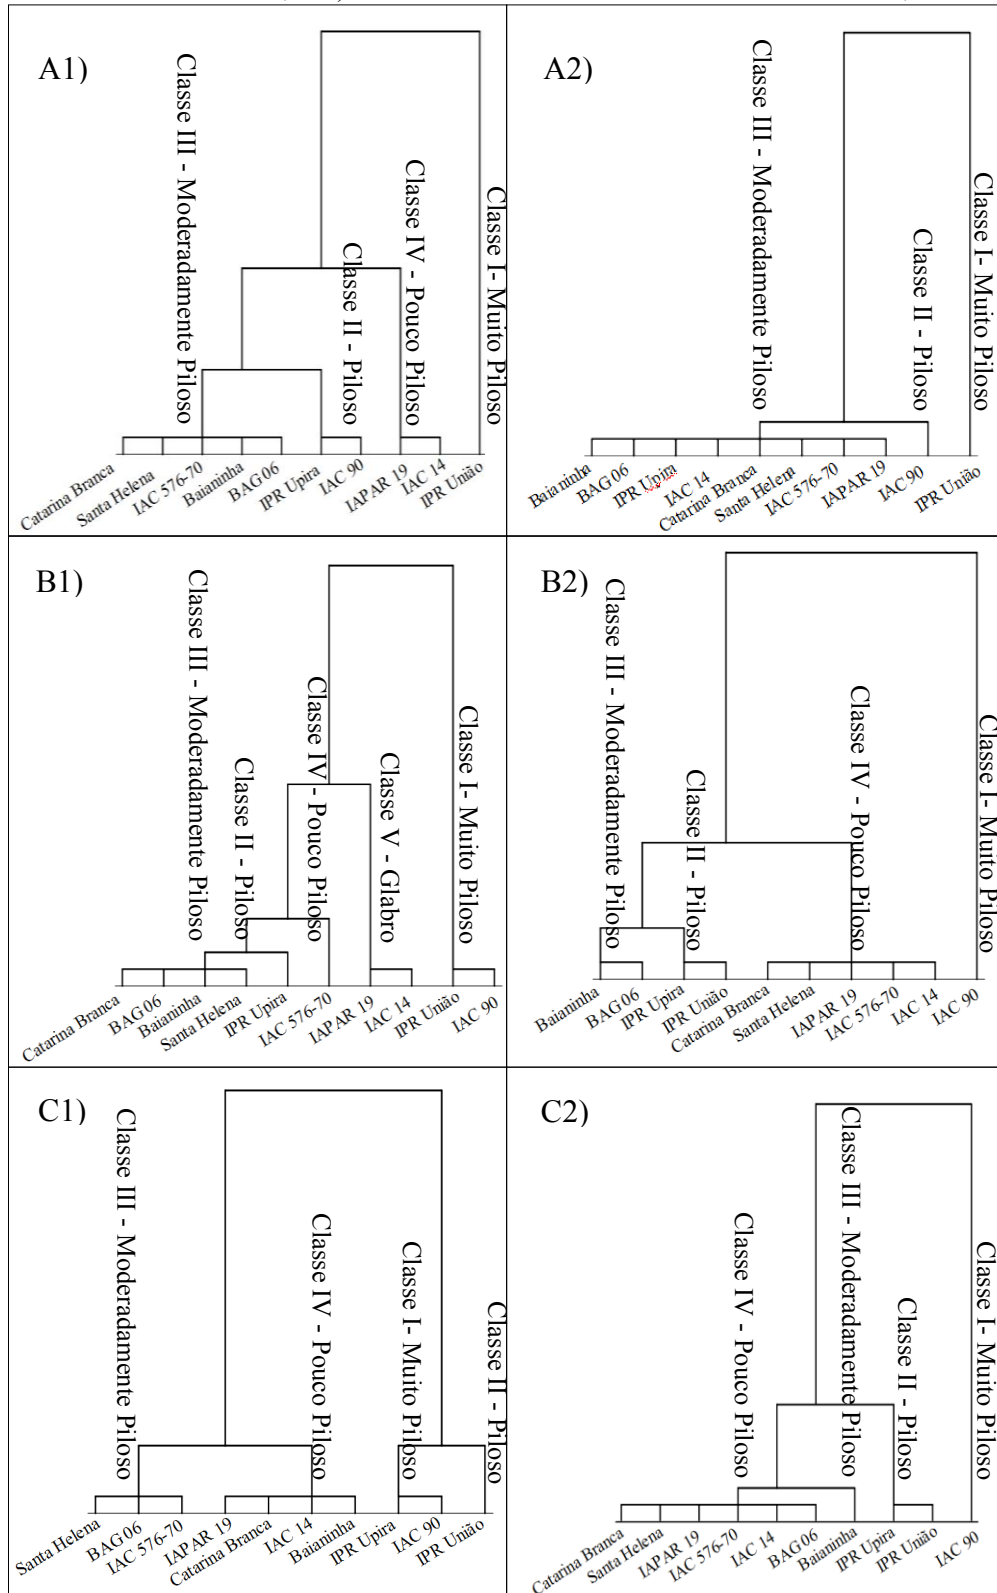 A1)
Classe III - Moderadamente Piloso
Classe II - Piloso
Classe IV - Pouco Piloso
Classe I- Muito Piloso
Catarina Branca
Santa Helena
IAC 576-70
Baianinha
BAG 06
IPR Upira
IAC 90
IAPAR 19
IAC 14
IPR União
A2)
Classe III - Moderadamente Piloso
Classe II - Piloso
Classe I- Muito Piloso
Baianinha
BAG 06
IPR Upira
IAC 14
Catarina Branca
Santa Helena
IAC 576-70
IAPAR 19
IAC 90
IPR União
B1)
Classe III - Moderadamente Piloso
Classe II - Piloso
Classe IV - Pouco Piloso
Classe V - Glabro
Classe I- Muito Piloso
Catarina Branca
BAG 06
Baianinha
Santa Helena
IPR Upira
IAC 576-70
IAPAR 19
IAC 14
IPR União
IAC 90
B2)
Classe III - Moderadamente Piloso
Classe II - Piloso
Classe IV - Pouco Piloso
Classe I- Muito Piloso
Baianinha
BAG 06
IPR Upira
IPR União
Catarina Branca
Santa Helena
IAPAR 19
IAC 576-70
IAC 14
IAC 90
C1)
Classe III - Moderadamente Piloso
Classe IV - Pouco Piloso
Classe I- Muito Piloso
Classe II - Piloso
Santa Helena
BAG 06
IAC 576-70
IAPAR 19
Catarina Branca
IAC 14
Baianinha
IPR Upira
IAC 90
IPR União
C2)
Classe IV - Pouco Piloso
Classe III - Moderadamente Piloso
Classe II - Piloso
Classe I- Muito Piloso
Catarina Branca
Santa Helena
IAPAR 19
IAC 576-70
IAC 14
BAG 06
Baianinha
IPR Upira
IPR União
IAC 90